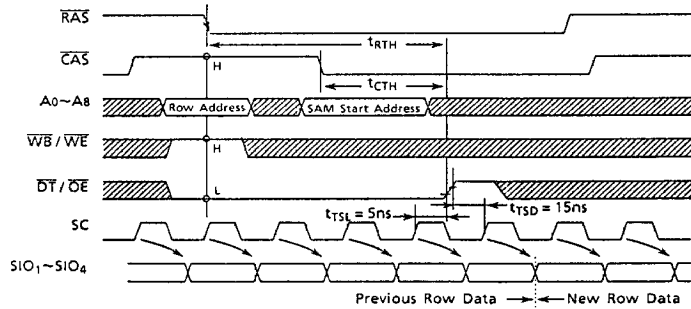 RAS
tRTH
CAS
H
tCTH
A0~A8
Row Address
SAM Start Address
WB / WE
H
DT / OE
L
tTSL = 5ns
tTSD = 15ns
SC
SIO1~SIO4
Previous Row Data
New Row Data